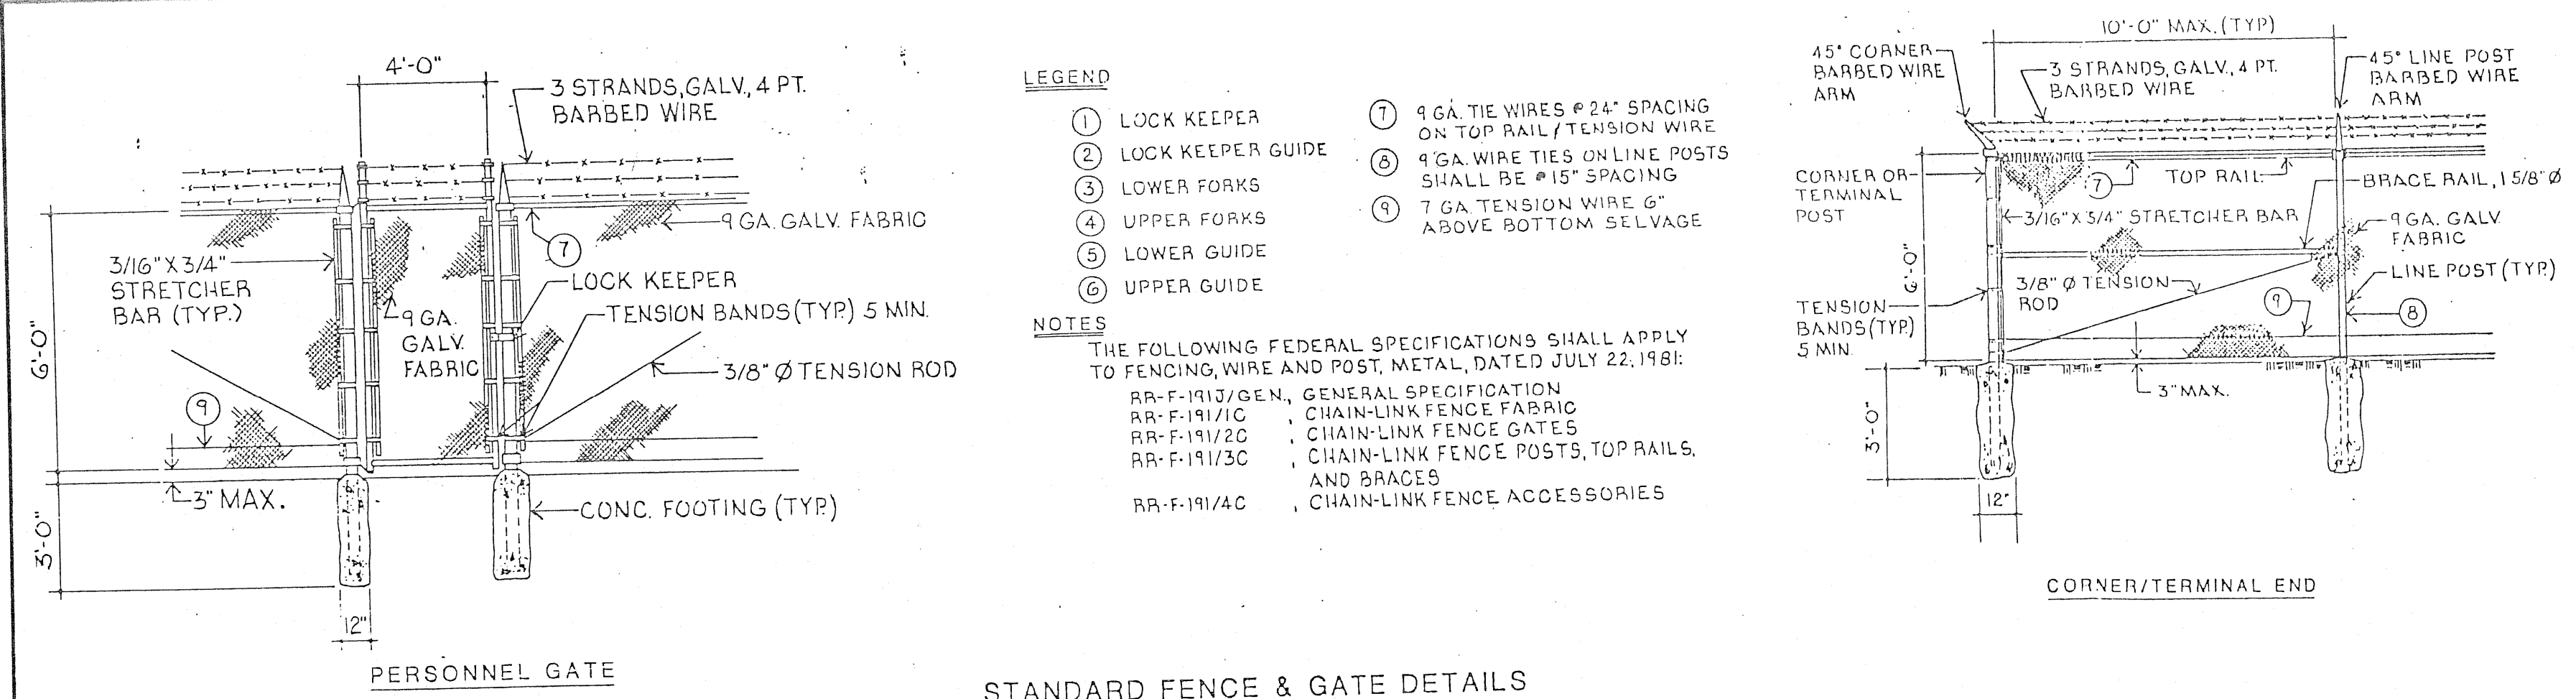 4'-0"
3 STRANDS, GALV., 4 PT.
BARBED WIRE
9 GA. GALV. FABRIC
7
3/16" X 3/4"
STRETCHER
BAR (TYP.)
LOCK KEEPER
TENSION BANDS (TYP.) 5 MIN.
9 GA.
GALV.
FABRIC
3/8" Ø TENSION ROD
6'-0"
9
3" MAX.
CONC. FOOTING (TYP.)
3'-0"
12"
PERSONNEL GATE
LEGEND
1 LOCK KEEPER
2 LOCK KEEPER GUIDE
3 LOWER FORKS
4 UPPER FORKS
5 LOWER GUIDE
6 UPPER GUIDE
7 9 GA. TIE WIRES @ 24" SPACING
ON TOP RAIL / TENSION WIRE
8 9 GA. WIRE TIES ON LINE POSTS
SHALL BE @ 15" SPACING
9 7 GA. TENSION WIRE 6"
ABOVE BOTTOM SELVAGE
NOTES
THE FOLLOWING FEDERAL SPECIFICATIONS SHALL APPLY
TO FENCING, WIRE AND POST, METAL, DATED JULY 22, 1981:
RR-F-191J/GEN., GENERAL SPECIFICATION
RR-F-191/1C , CHAIN-LINK FENCE FABRIC
RR-F-191/2C , CHAIN-LINK FENCE GATES
RR-F-191/3C , CHAIN-LINK FENCE POSTS, TOP RAILS,
AND BRACES
RR-F-191/4C , CHAIN-LINK FENCE ACCESSORIES
10'-0" MAX. (TYP)
45° CORNER
BARBED WIRE
ARM
3 STRANDS, GALV., 4 PT.
BARBED WIRE
45° LINE POST
BARBED WIRE
ARM
CORNER OR
TERMINAL
POST
7
TOP RAIL
BRACE RAIL, 1 5/8" Ø
3/16" X 3/4" STRETCHER BAR
9 GA. GALV.
FABRIC
6'-0"
LINE POST (TYP.)
3/8" Ø TENSION
ROD
9
8
TENSION
BANDS (TYP.)
5 MIN.
3" MAX.
3'-0"
12"
CORNER/TERMINAL END
STANDARD FENCE & GATE DETAILS